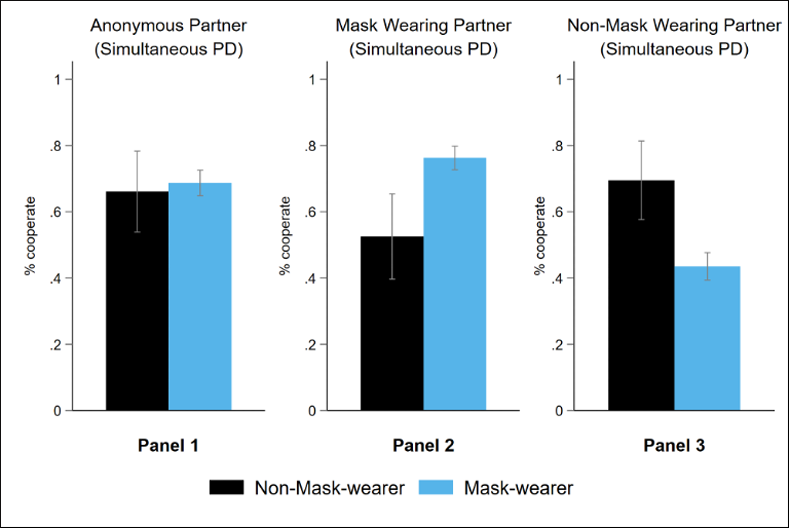 Anonymous Partner
(Simultaneous PD)
% cooperate
1
.8
.6
.4
.2
0
Panel 1
Mask Wearing Partner
(Simultaneous PD)
% cooperate
1
.8
.6
.4
.2
0
Panel 2
Non-Mask Wearing Partner
(Simultaneous PD)
% cooperate
1
.8
.6
.4
.2
0
Panel 3
Non-Mask-wearer
Mask-wearer